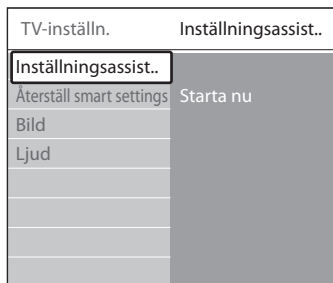 TV-inställn. Inställningsassist..
Inställningsassist..
Återställ smart settings Starta nu
Bild
Ljud